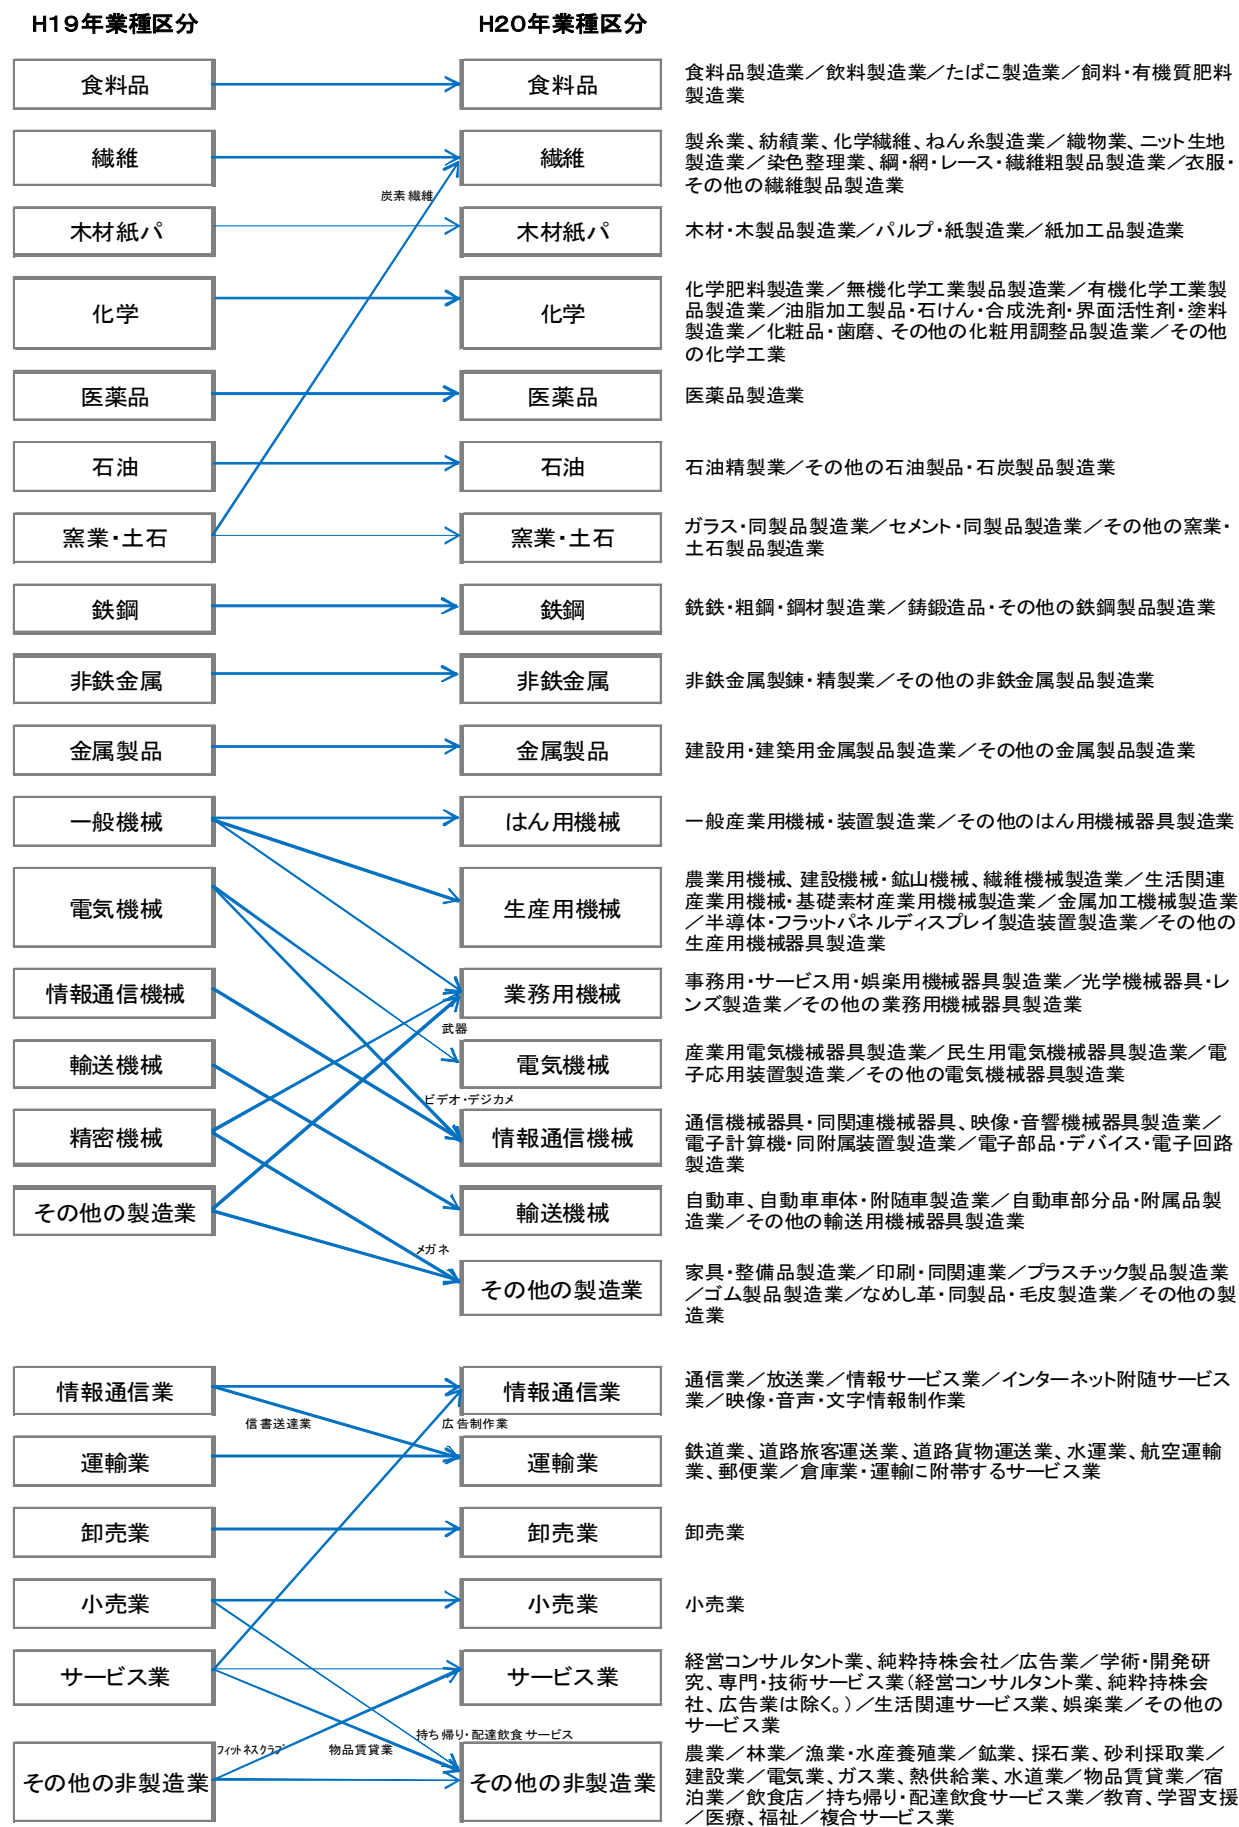 H19年業種区分
H20年業種区分
食料品
食料品
食料品製造業／飲料製造業／たばこ製造業／飼料・有機質肥料
製造業
繊維
繊維
製糸業、紡績業、化学繊維、ねん糸製造業／織物業、ニット生地
製造業／染色整理業、綱・網・レース・繊維粗製品製造業／衣服・
その他の繊維製品製造業
炭素繊維
木材紙パ
木材紙パ
木材・木製品製造業／パルプ・紙製造業／紙加工品製造業
化学
化学
化学肥料製造業／無機化学工業製品製造業／有機化学工業製
品製造業／油脂加工製品・石けん・合成洗剤・界面活性剤・塗料
製造業／化粧品・歯磨、その他の化粧用調整品製造業／その他
の化学工業
医薬品
医薬品
医薬品製造業
石油
石油
石油精製業／その他の石油製品・石炭製品製造業
窯業・土石
窯業・土石
ガラス・同製品製造業／セメント・同製品製造業／その他の窯業・
土石製品製造業
鉄鋼
鉄鋼
銑鉄・粗鋼・鋼材製造業／鋳鍛造品・その他の鉄鋼製品製造業
非鉄金属
非鉄金属
非鉄金属製錬・精製業／その他の非鉄金属製品製造業
金属製品
金属製品
建設用・建築用金属製品製造業／その他の金属製品製造業
一般機械
はん用機械
一般産業用機械・装置製造業／その他のはん用機械器具製造業
電気機械
生産用機械
農業用機械、建設機械・鉱山機械、繊維機械製造業／生活関連
産業用機械・基礎素材産業用機械製造業／金属加工機械製造業
／半導体・フラットパネルディスプレイ製造装置製造業／その他の
生産用機械器具製造業
情報通信機械
業務用機械
事務用・サービス用・娯楽用機械器具製造業／光学機械器具・レ
ンズ製造業／その他の業務用機械器具製造業
武器
輸送機械
電気機械
産業用電気機械器具製造業／民生用電気機械器具製造業／電
子応用装置製造業／その他の電気機械器具製造業
ビデオ・デジカメ
精密機械
情報通信機械
通信機械器具・同関連機械器具、映像・音響機械器具製造業／
電子計算機・同附属装置製造業／電子部品・デバイス・電子回路
製造業
その他の製造業
輸送機械
自動車、自動車車体・附随車製造業／自動車部分品・附属品製
造業／その他の輸送用機械器具製造業
メガネ
その他の製造業
家具・整備品製造業／印刷・同関連業／プラスチック製品製造業
／ゴム製品製造業／なめし革・同製品・毛皮製造業／その他の製
造業
情報通信業
情報通信業
通信業／放送業／情報サービス業／インターネット附随サービス
業／映像・音声・文字情報制作業
信書送達業
広告制作業
運輸業
運輸業
鉄道業、道路旅客運送業、道路貨物運送業、水運業、航空運輸
業、郵便業／倉庫業・運輸に附帯するサービス業
卸売業
卸売業
卸売業
小売業
小売業
小売業
サービス業
サービス業
経営コンサルタント業、純粋持株会社／広告業／学術・開発研
究、専門・技術サービス業（経営コンサルタント業、純粋持株会
社、広告業は除く。）／生活関連サービス業、娯楽業／その他の
サービス業
持ち帰り・配達飲食サービス
フィットネスクラブ
物品賃貸業
その他の非製造業
その他の非製造業
農業／林業／漁業・水産養殖業／鉱業、採石業、砂利採取業／
建設業／電気業、ガス業、熱供給業、水道業／物品賃貸業／宿
泊業／飲食店／持ち帰り・配達飲食サービス業／教育、学習支援
／医療、福祉／複合サービス業